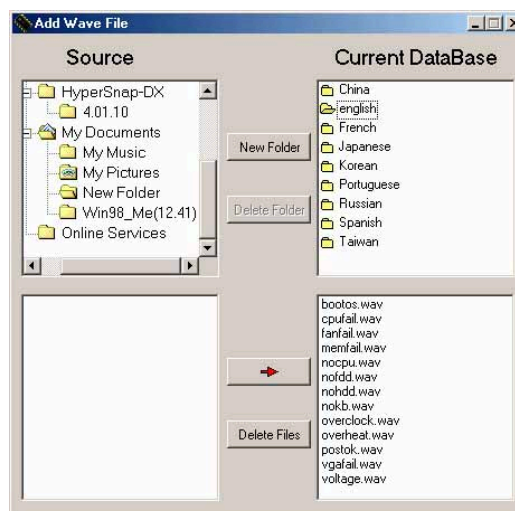 Add Wave File
Source
Current DataBase
HyperSnap-DX
4.01.10
My Documents
My Music
My Pictures
New Folder
Win98_Me(12.41)
Online Services
New Folder
Delete Folder
China
english
French
Japanese
Korean
Portuguese
Russian
Spanish
Taiwan
Delete Files
bootos.wav
cpufail.wav
fanfail.wav
memfail.wav
nocpu.wav
nofdd.wav
nohdd.wav
nokb.wav
overclock.wav
overheat.wav
postok.wav
vgafail.wav
voltage.wav